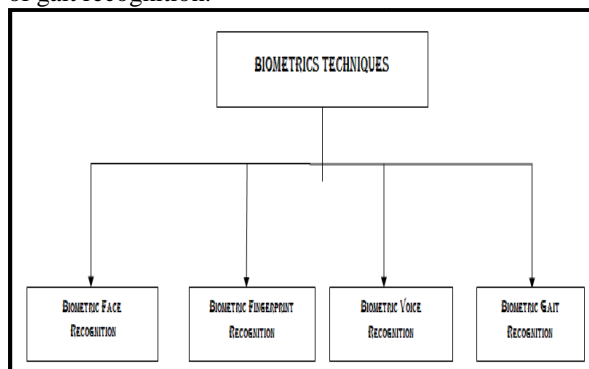 of gait recognition.
BIOMETRICS TECHNIQUES
BIOMETRIC FACE
RECOGNITION
BIOMETRIC FINGERPRINT
RECOGNITION
BIOMETRIC VOICE
RECOGNITION
BIOMETRIC GAIT
RECOGNITION